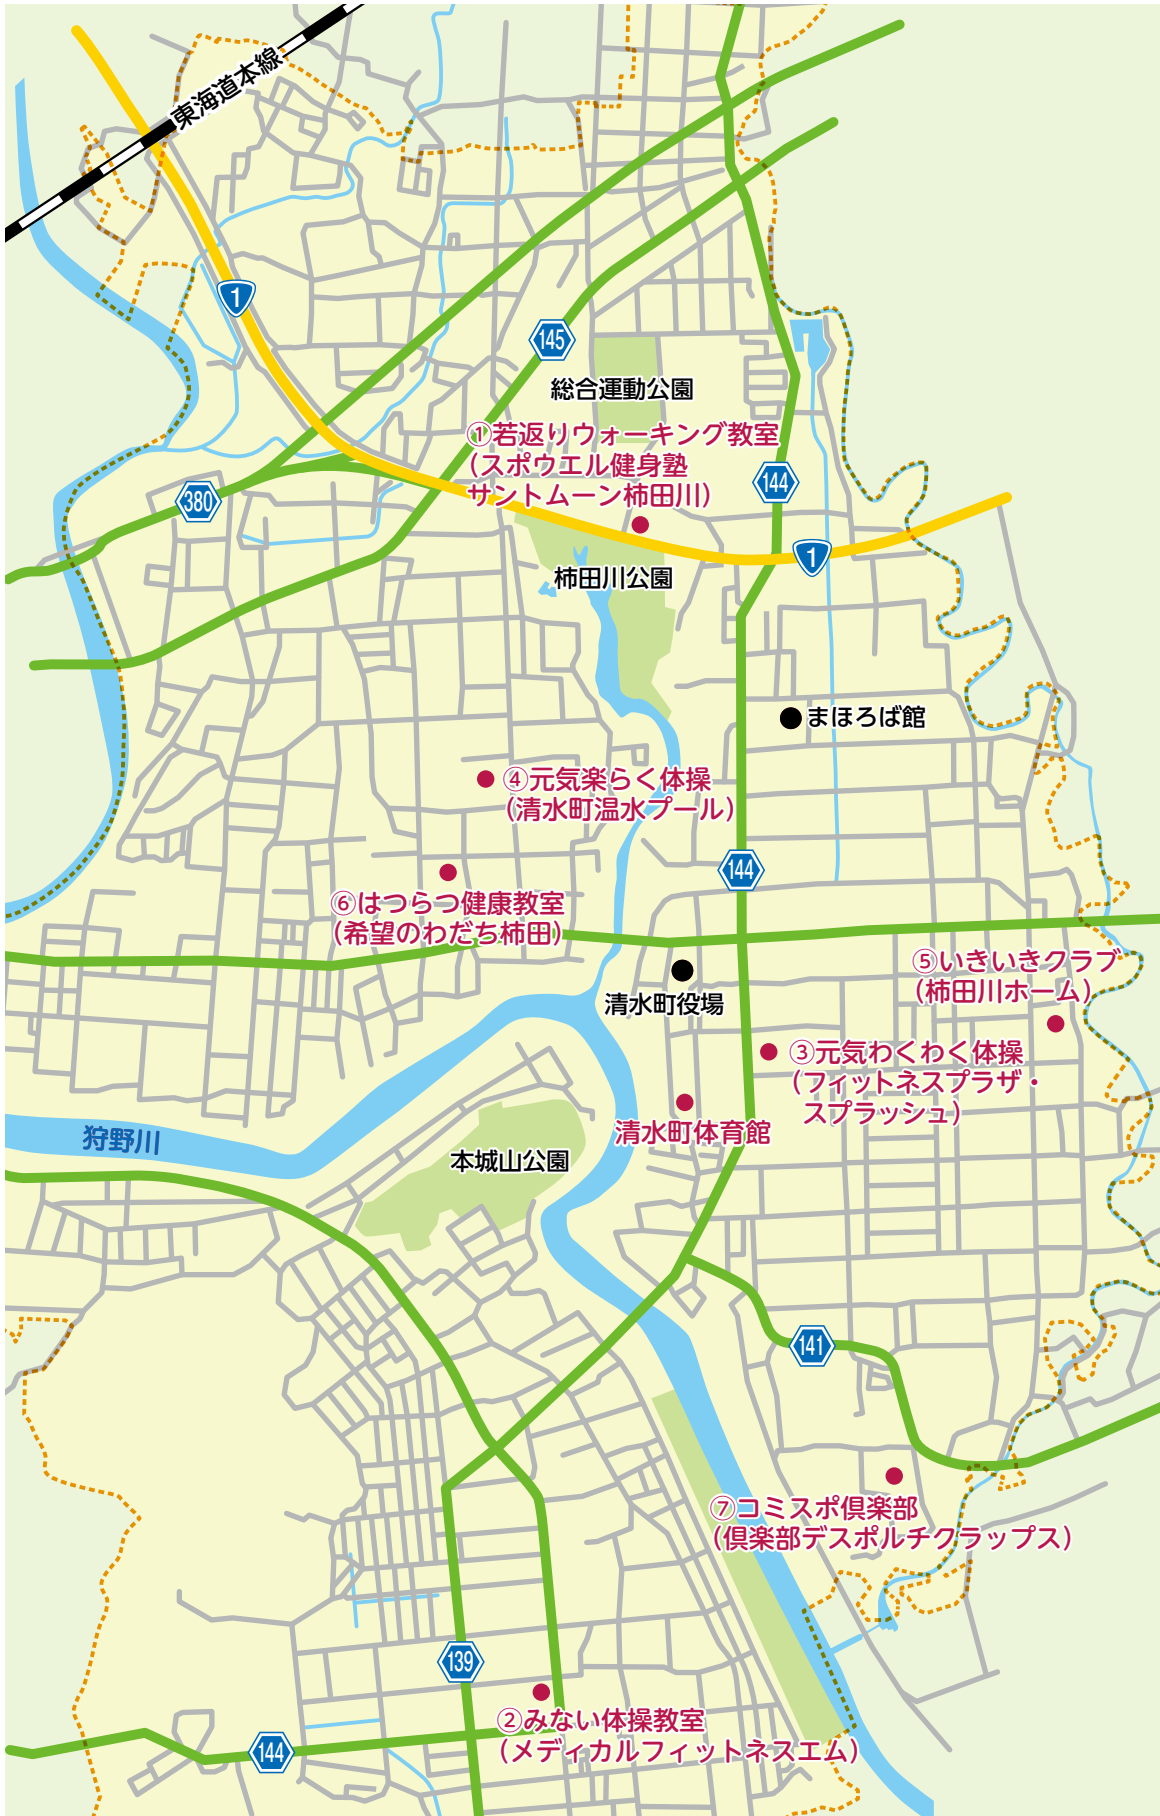 東海道本線
1
145
総合運動公園
①若返りウォーキング教室
(スポウエル健身塾
サントムーン柿田川)
144
380
1
柿田川公園
まほろば館
④元気楽らく体操
(清水町温水プール)
144
⑥はつらつ健康教室
(希望のわだち柿田)
⑤いきいきクラブ
(柿田川ホーム)
清水町役場
③元気わくわく体操
(フィットネスプラザ・
スプラッシュ)
清水町体育館
狩野川
本城山公園
141
⑦コミスポ倶楽部
(倶楽部デスポルチクラップス)
139
②みない体操教室
(メディカルフィットネスエム)
144